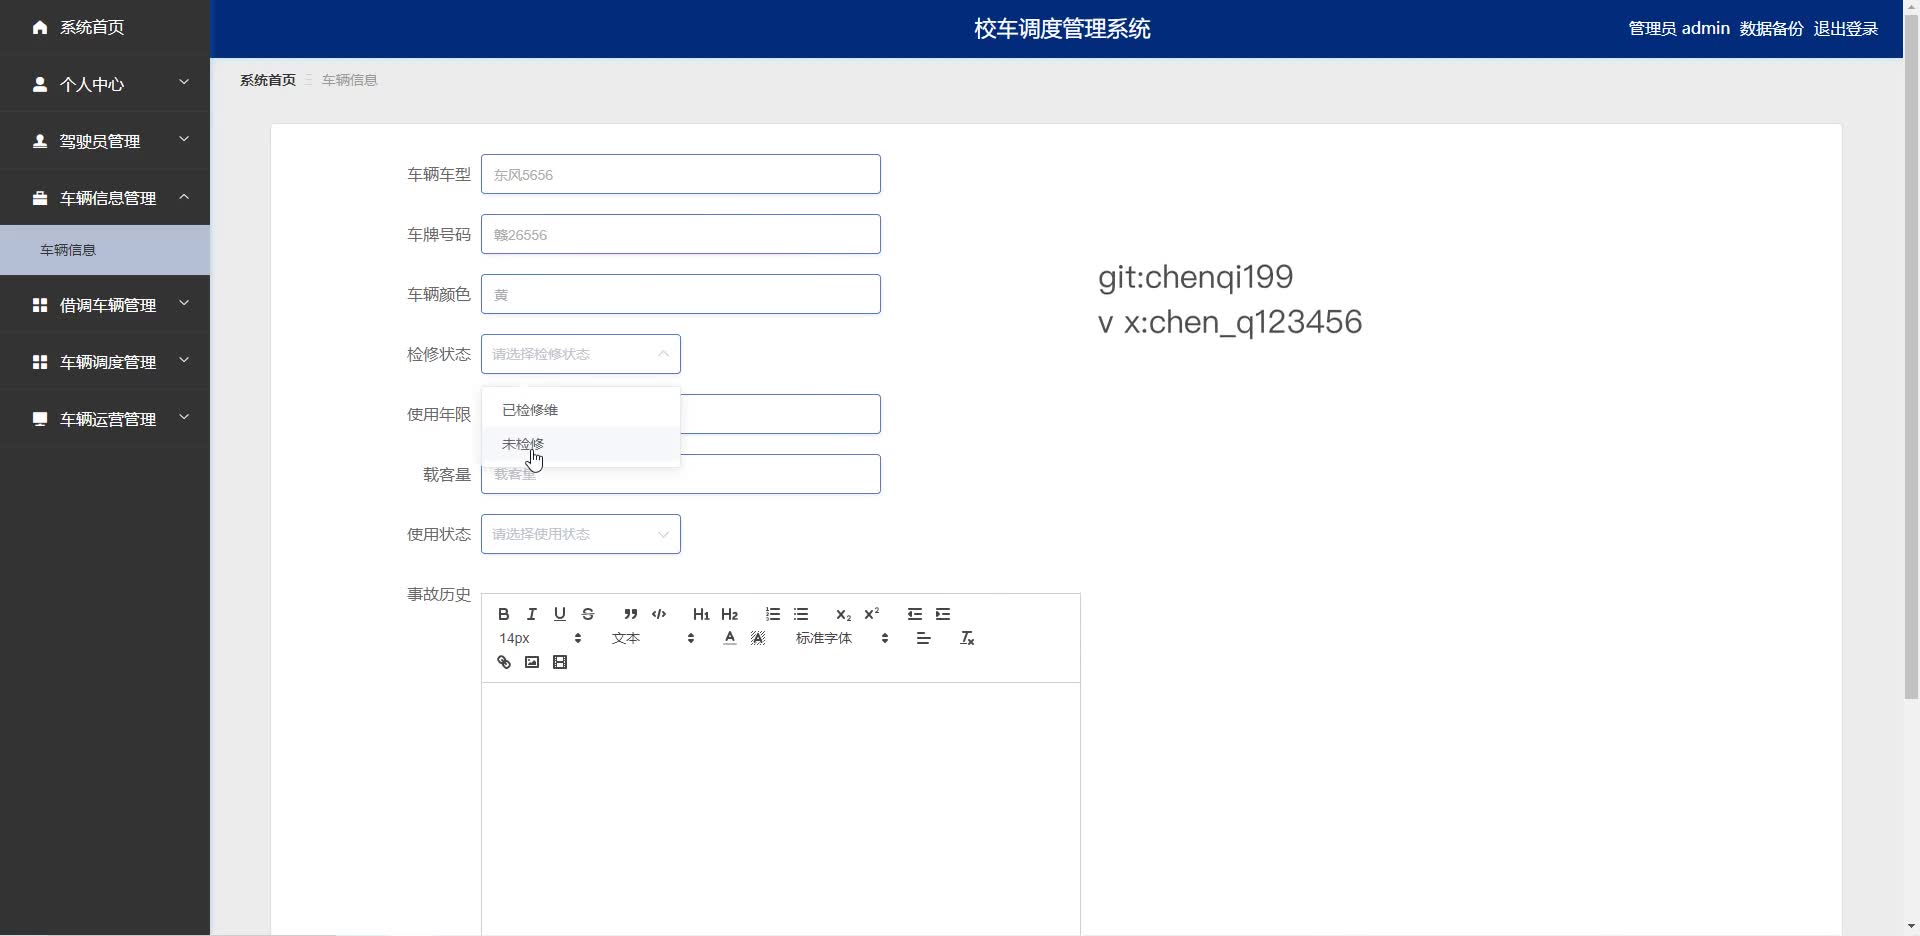 系统首页
个人中心
驾驶员管理
车辆信息管理
车辆信息
借调车辆管理
车辆调度管理
车辆运营管理
校车调度管理系统
管理员 admin 数据备份 退出登录
系统首页 车辆信息
车辆车型 东风5656
车牌号码 赣26556
车辆颜色 黄
检修状态 请选择检修状态
已检修维
未检修
使用年限
载客量 载客量
使用状态 请选择使用状态
事故历史
B I U S H1 H2 X2 X2
14px 文本 A A 标准字体 Tx
git:chenqi199
v x:chen_q123456